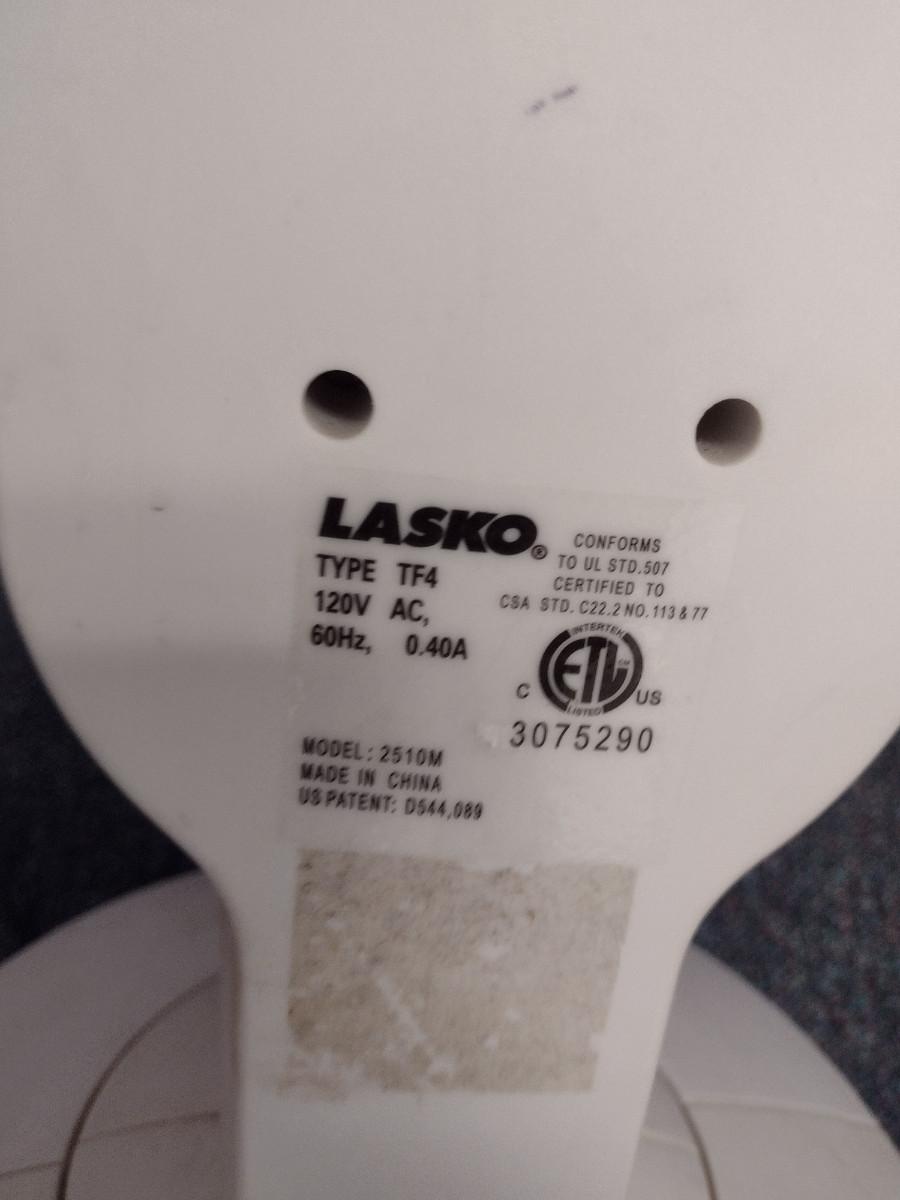 LASKO®
TYPE TF4
120V AC,
60Hz, 0.40A
CONFORMS
TO UL STD.507
CERTIFIED TO
CSA STD. C22.2 NO. 113 & 77
INTERTEK
ETL CM
LISTED
C US
3075290
MODEL: 2510M
MADE IN CHINA
US PATENT: D544,089